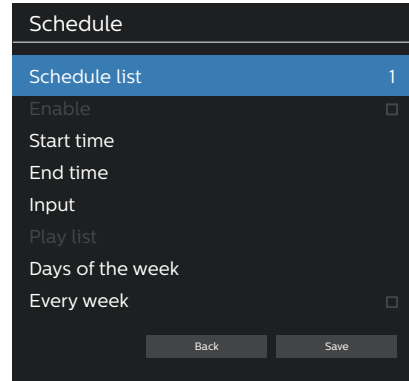 Schedule
Schedule list 1
Enable
Start time
End time
Input
Play list
Days of the week
Every week
Back Save